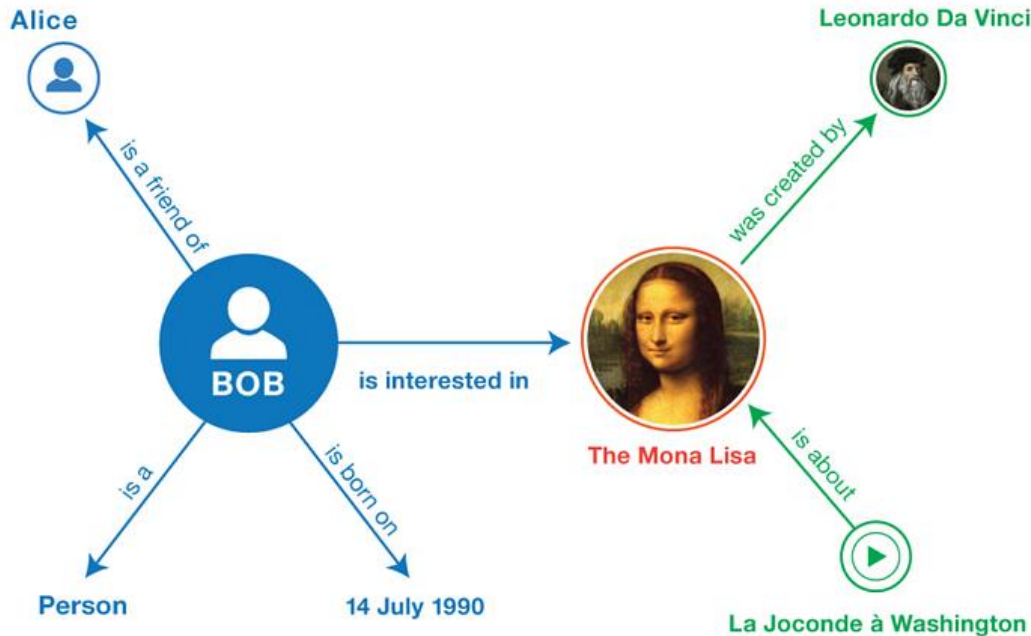 Alice
Leonardo Da Vinci
is a friend of
was created by
BOB
is interested in
The Mona Lisa
is a
is born on
is about
Person
14 July 1990
La Joconde à Washington